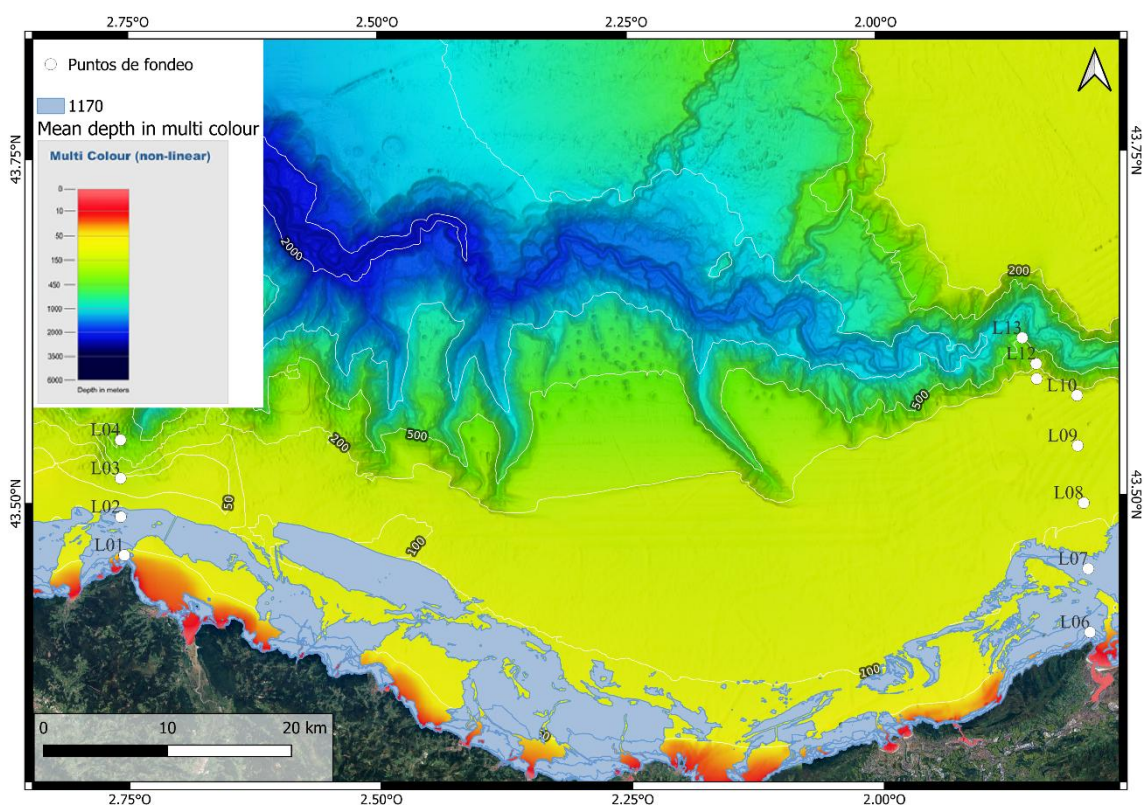 2.75°O 2.50°O 2.25°O 2.00°O
Puntos de fondeo
1170
Mean depth in multi colour
Multi Colour (non-linear)
0
10
50
150
450
1000
2000
3500
6000
Depth in meters
43.75°N
43.75°N
2000
200
L13
L12
L10
500
L04
500
200
L09
L03
50
L02
43.50°N
L08
43.50°N
100
L01
L07
L06
100
0 10 20 km
2.75°O 2.50°O 2.25°O 2.00°O